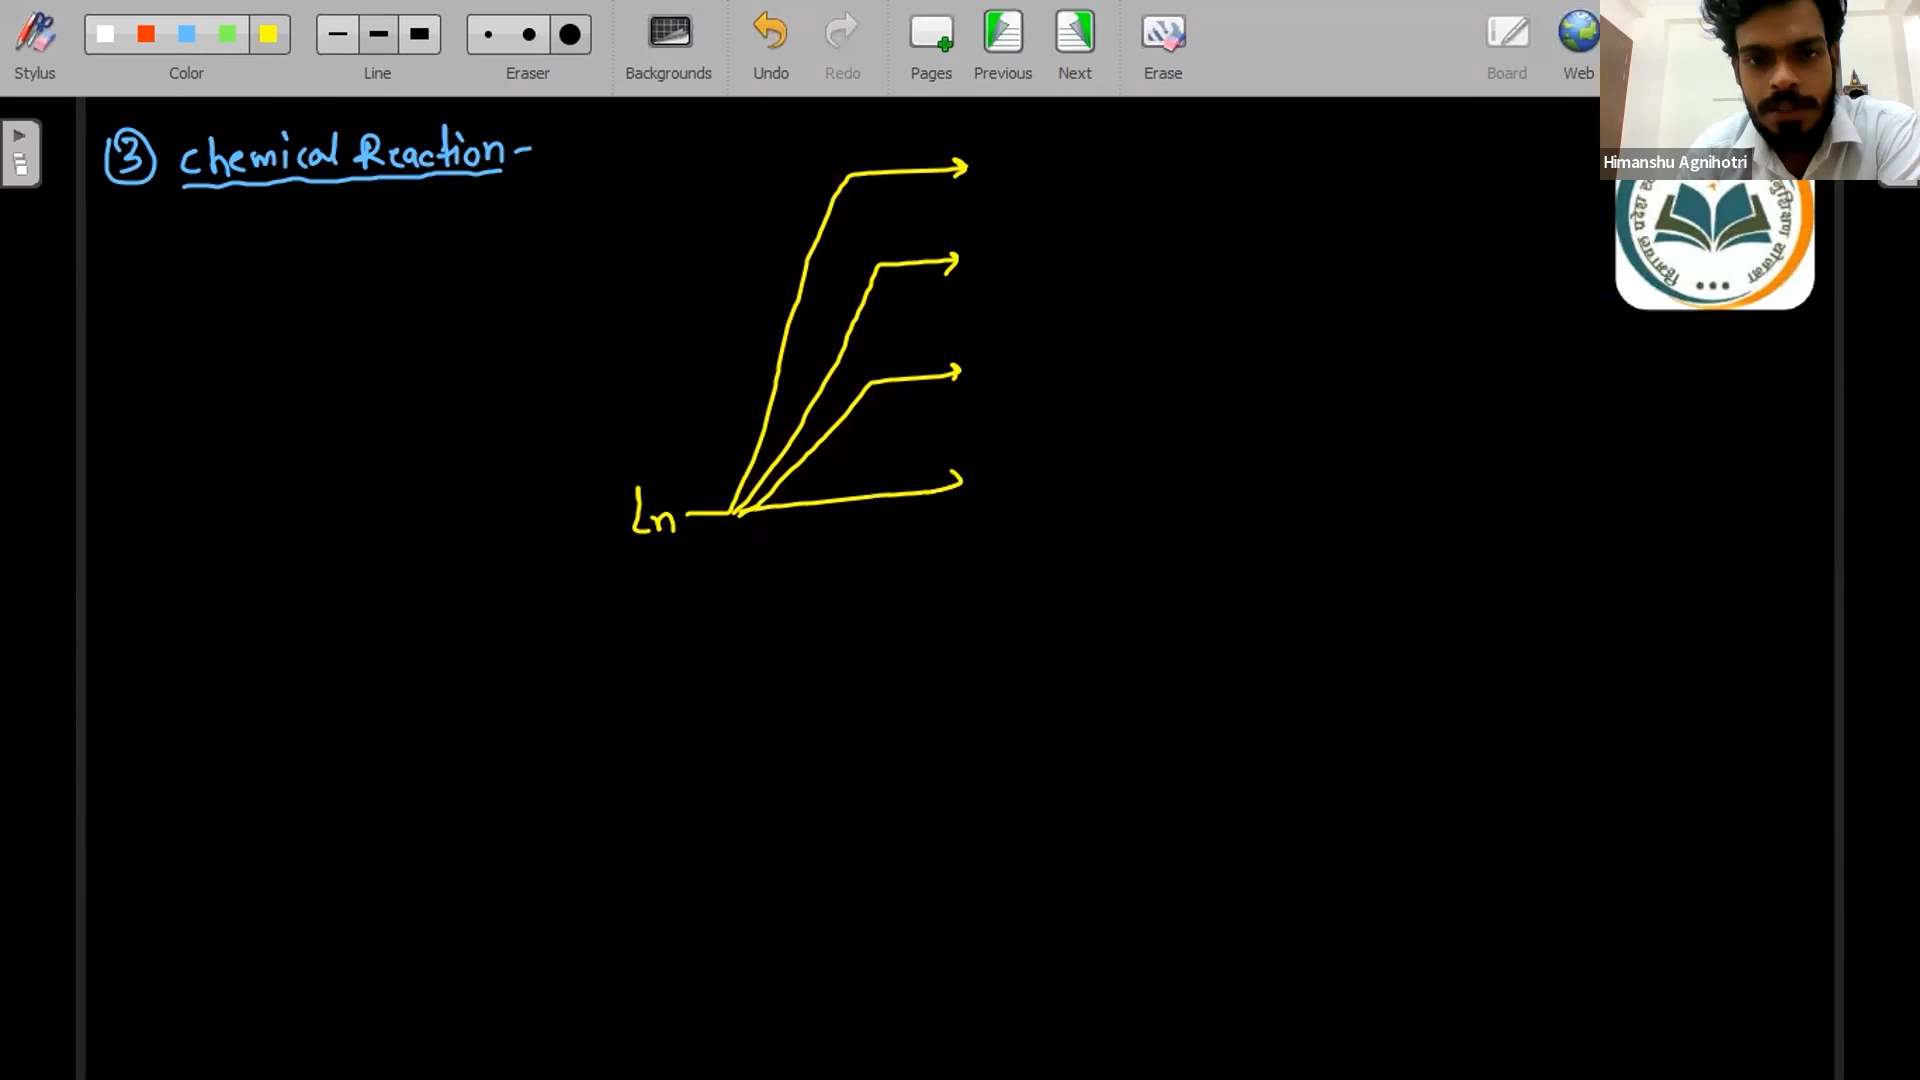 Stylus Color Line Eraser Backgrounds Undo Redo Pages Previous Next Erase Board Web
Himanshu Agnihotri
③ Chemical Reaction-
Ln